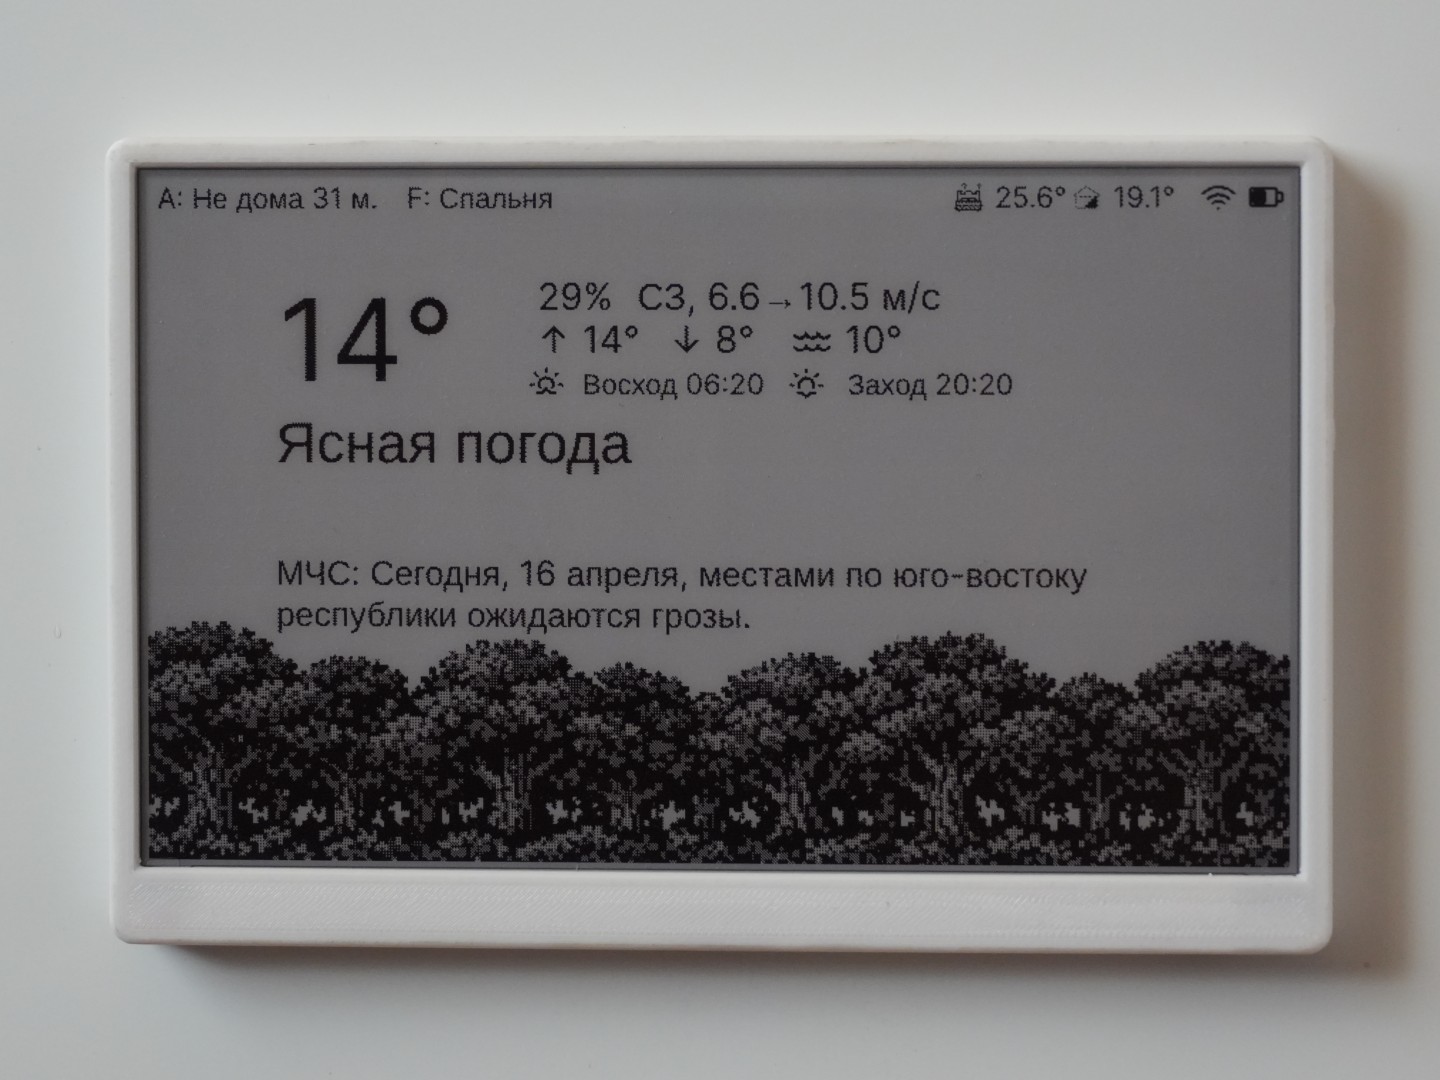 А: Не дома 31 м. F: Спальня 25.6° 19.1°
14°
29% СЗ, 6.6→10.5 м/с
↑ 14° ↓ 8° 10°
Восход 06:20 Заход 20:20
Ясная погода
МЧС: Сегодня, 16 апреля, местами по юго-востоку
республики ожидаются грозы.